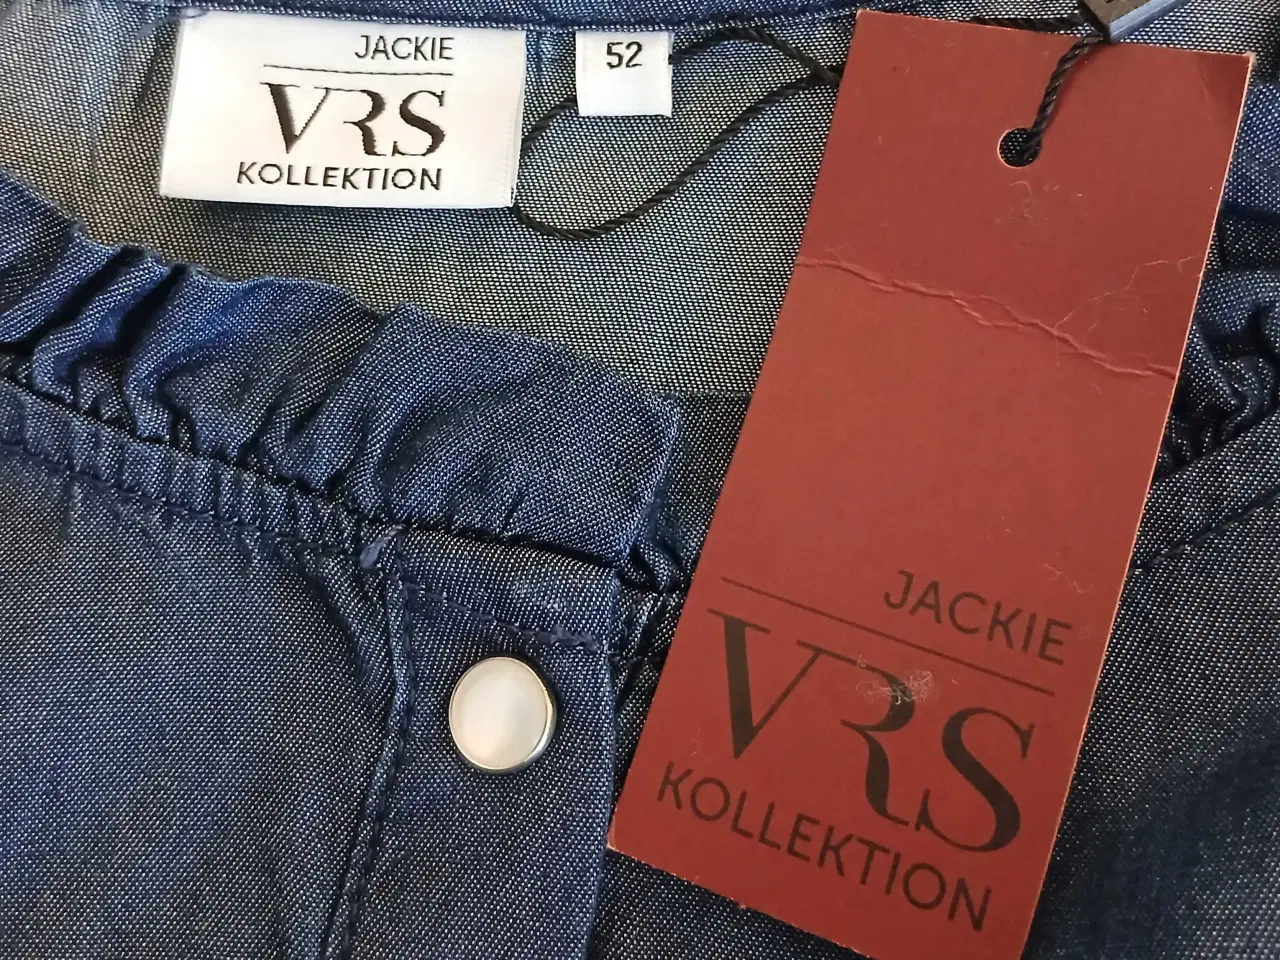 JACKIE
VRS
KOLLEKTION
52
JACKIE
VRS
KOLLEKTION